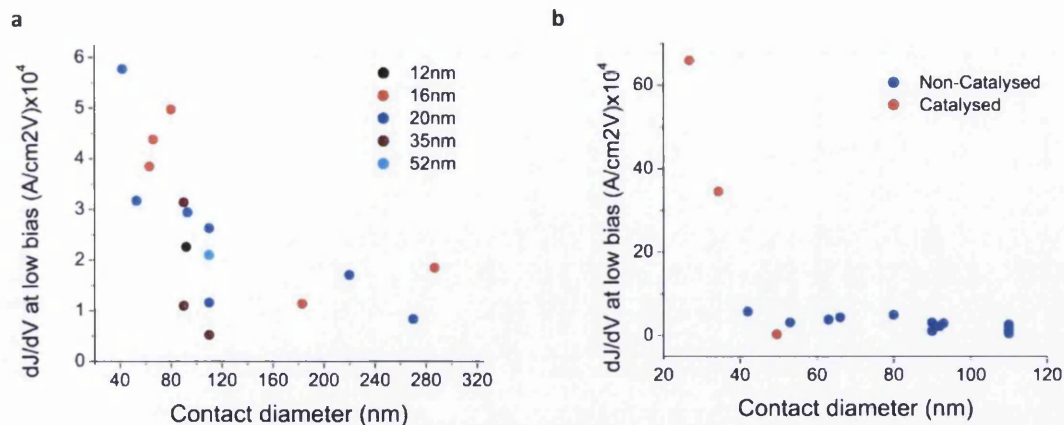 a
dJ/dV at low bias (A/cm2V)x10⁴
6
5
4
3
2
1
0
40
80
120
160
200
240
280
320
Contact diameter (nm)
12nm
16nm
20nm
35nm
52nm
b
dJ/dV at low bias (A/cm2V)x10⁴
60
40
20
0
20
40
60
80
100
120
Contact diameter (nm)
Non-Catalysed
Catalysed